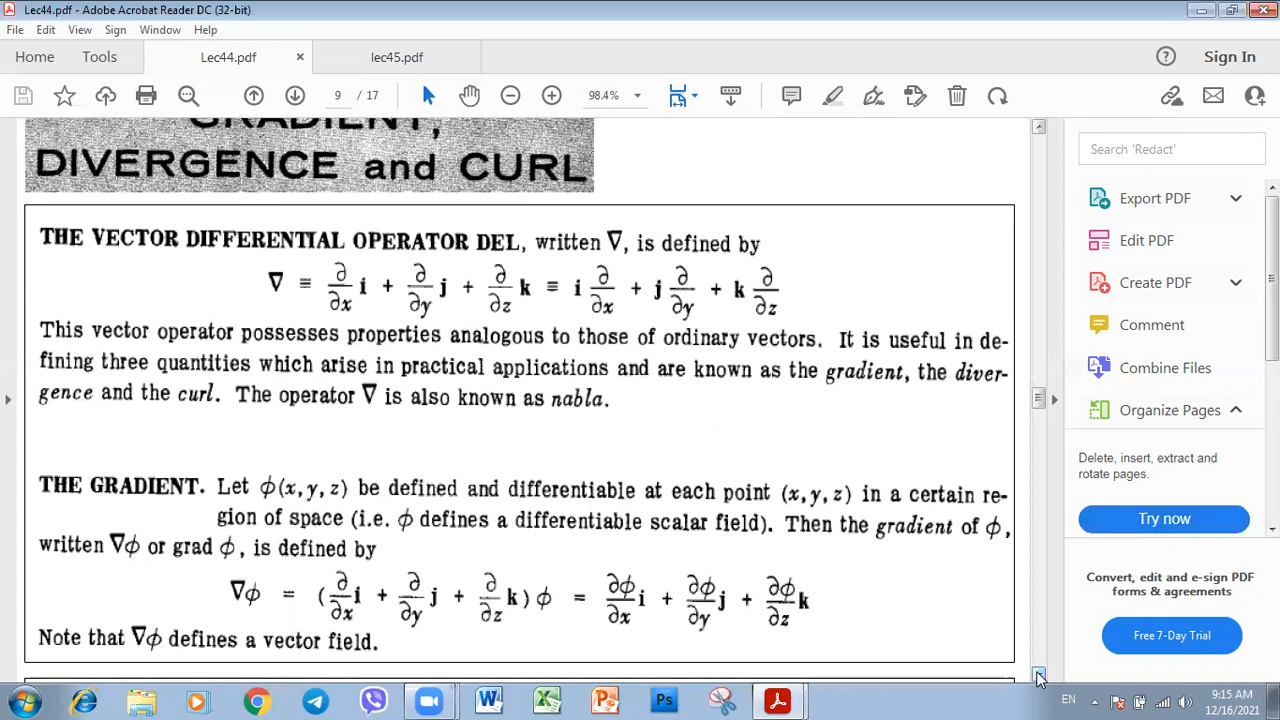 Lec44.pdf - Adobe Acrobat Reader DC (32-bit)
File Edit View Sign Window Help
Home Tools Lec44.pdf × lec45.pdf ? Sign In
9 / 17 98.4%
GRADIENT,
DIVERGENCE and CURL
THE VECTOR DIFFERENTIAL OPERATOR DEL, written ∇, is defined by
∇ ≡ ∂/∂x i + ∂/∂y j + ∂/∂z k ≡ i ∂/∂x + j ∂/∂y + k ∂/∂z
This vector operator possesses properties analogous to those of ordinary vectors. It is useful in de-
fining three quantities which arise in practical applications and are known as the gradient, the diver-
gence and the curl. The operator ∇ is also known as nabla.
THE GRADIENT. Let ϕ(x, y, z) be defined and differentiable at each point (x, y, z) in a certain re-
gion of space (i.e. ϕ defines a differentiable scalar field). Then the gradient of ϕ,
written ∇ϕ or grad ϕ, is defined by
∇ϕ = (∂/∂x i + ∂/∂y j + ∂/∂z k) ϕ = ∂ϕ/∂x i + ∂ϕ/∂y j + ∂ϕ/∂z k
Note that ∇ϕ defines a vector field.
Search 'Redact'
Export PDF
Edit PDF
Create PDF
Comment
Combine Files
Organize Pages
Delete, insert, extract and
rotate pages.
Try now
Convert, edit and e-sign PDF
forms & agreements
Free 7-Day Trial
EN
9:15 AM
12/16/2021